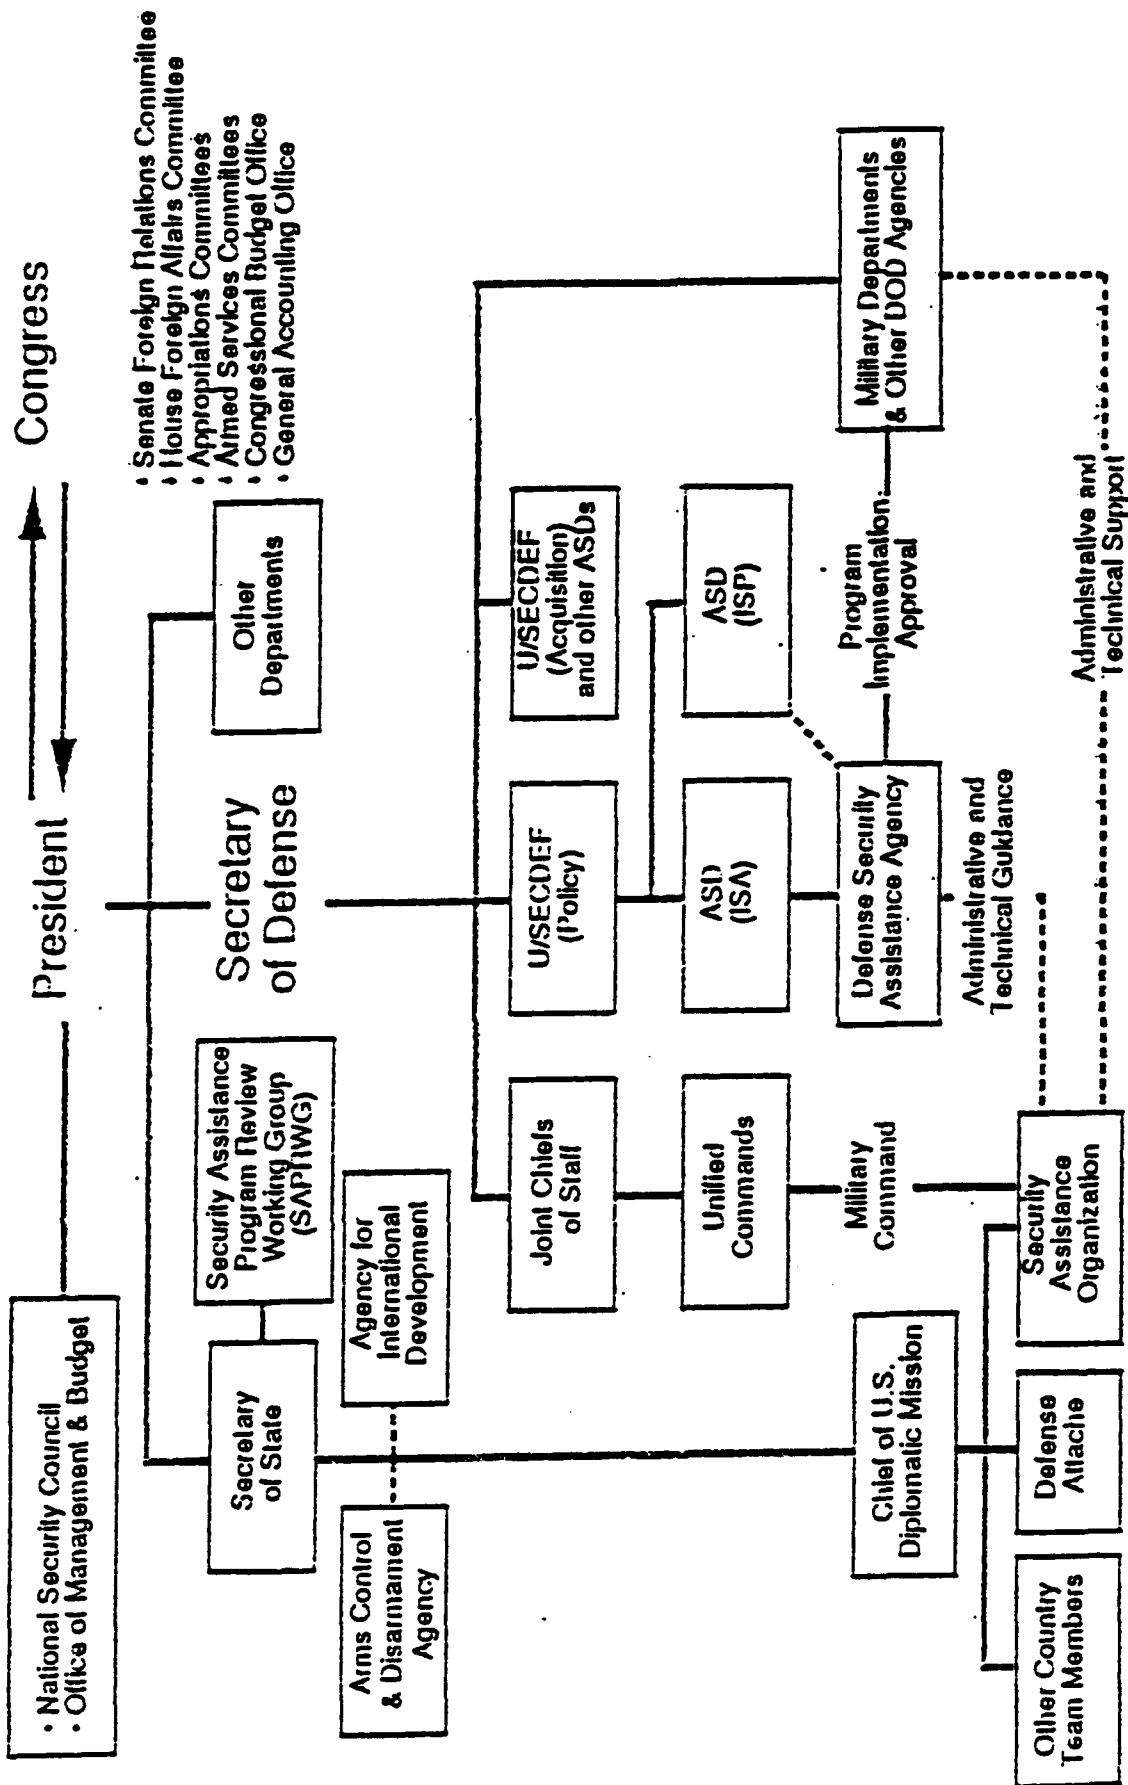 President
Congress
• National Security Council
• Office of Management & Budget
• Senate Foreign Relations Committee
• House Foreign Affairs Committee
• Appropriations Committees
• Armed Services Committees
• Congressional Budget Office
• General Accounting Office
Secretary
of State
Security Assistance
Program Review
Working Group
(SAPRWG)
Secretary
of Defense
Other
Departments
Arms Control
& Disarmament
Agency
Agency for
International
Development
Joint Chiefs
of Staff
U/SECDEF
(Policy)
U/SECDEF
(Acquisition)
and other ASDs
Unified
Commands
ASD
(ISA)
ASD
(ISP)
Chief of U.S.
Diplomatic Mission
Military
Command
Defense Security
Assistance Agency
Program
Implementation
Approval
Military Departments
& Other DOD Agencies
Administrative and
Technical Guidance
Other Country
Team Members
Defense
Attache
Security
Assistance
Organization
Administrative and
Technical Support